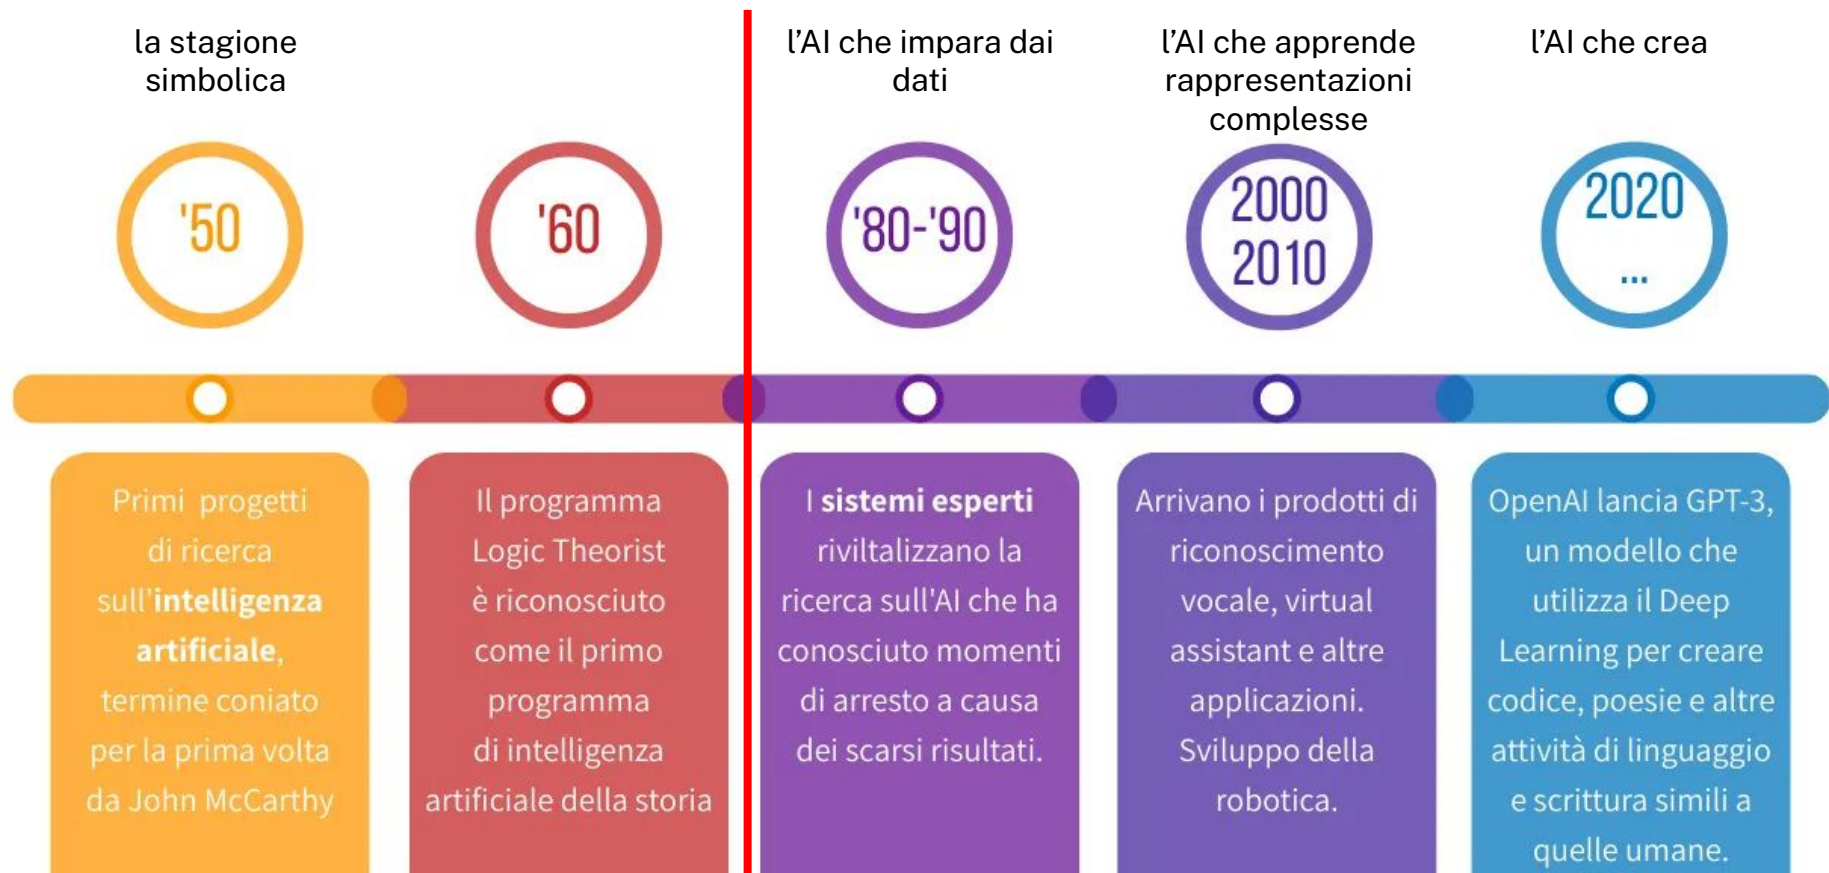 la stagione
simbolica
l’AI che impara dai
dati
l’AI che apprende
rappresentazioni
complesse
l’AI che crea
'50
'60
'80-'90
2000
2010
2020
...
Primi progetti
di ricerca
sull'intelligenza
artificiale,
termine coniato
per la prima volta
da John McCarthy
Il programma
Logic Theorist
è riconosciuto
come il primo
programma
di intelligenza
artificiale della storia
I sistemi esperti
riviltalizzano la
ricerca sull'AI che ha
conosciuto momenti
di arresto a causa
dei scarsi risultati.
Arrivano i prodotti di
riconoscimento
vocale, virtual
assistant e altre
applicazioni.
Sviluppo della
robotica.
OpenAI lancia GPT-3,
un modello che
utilizza il Deep
Learning per creare
codice, poesie e altre
attività di linguaggio
e scrittura simili a
quelle umane.